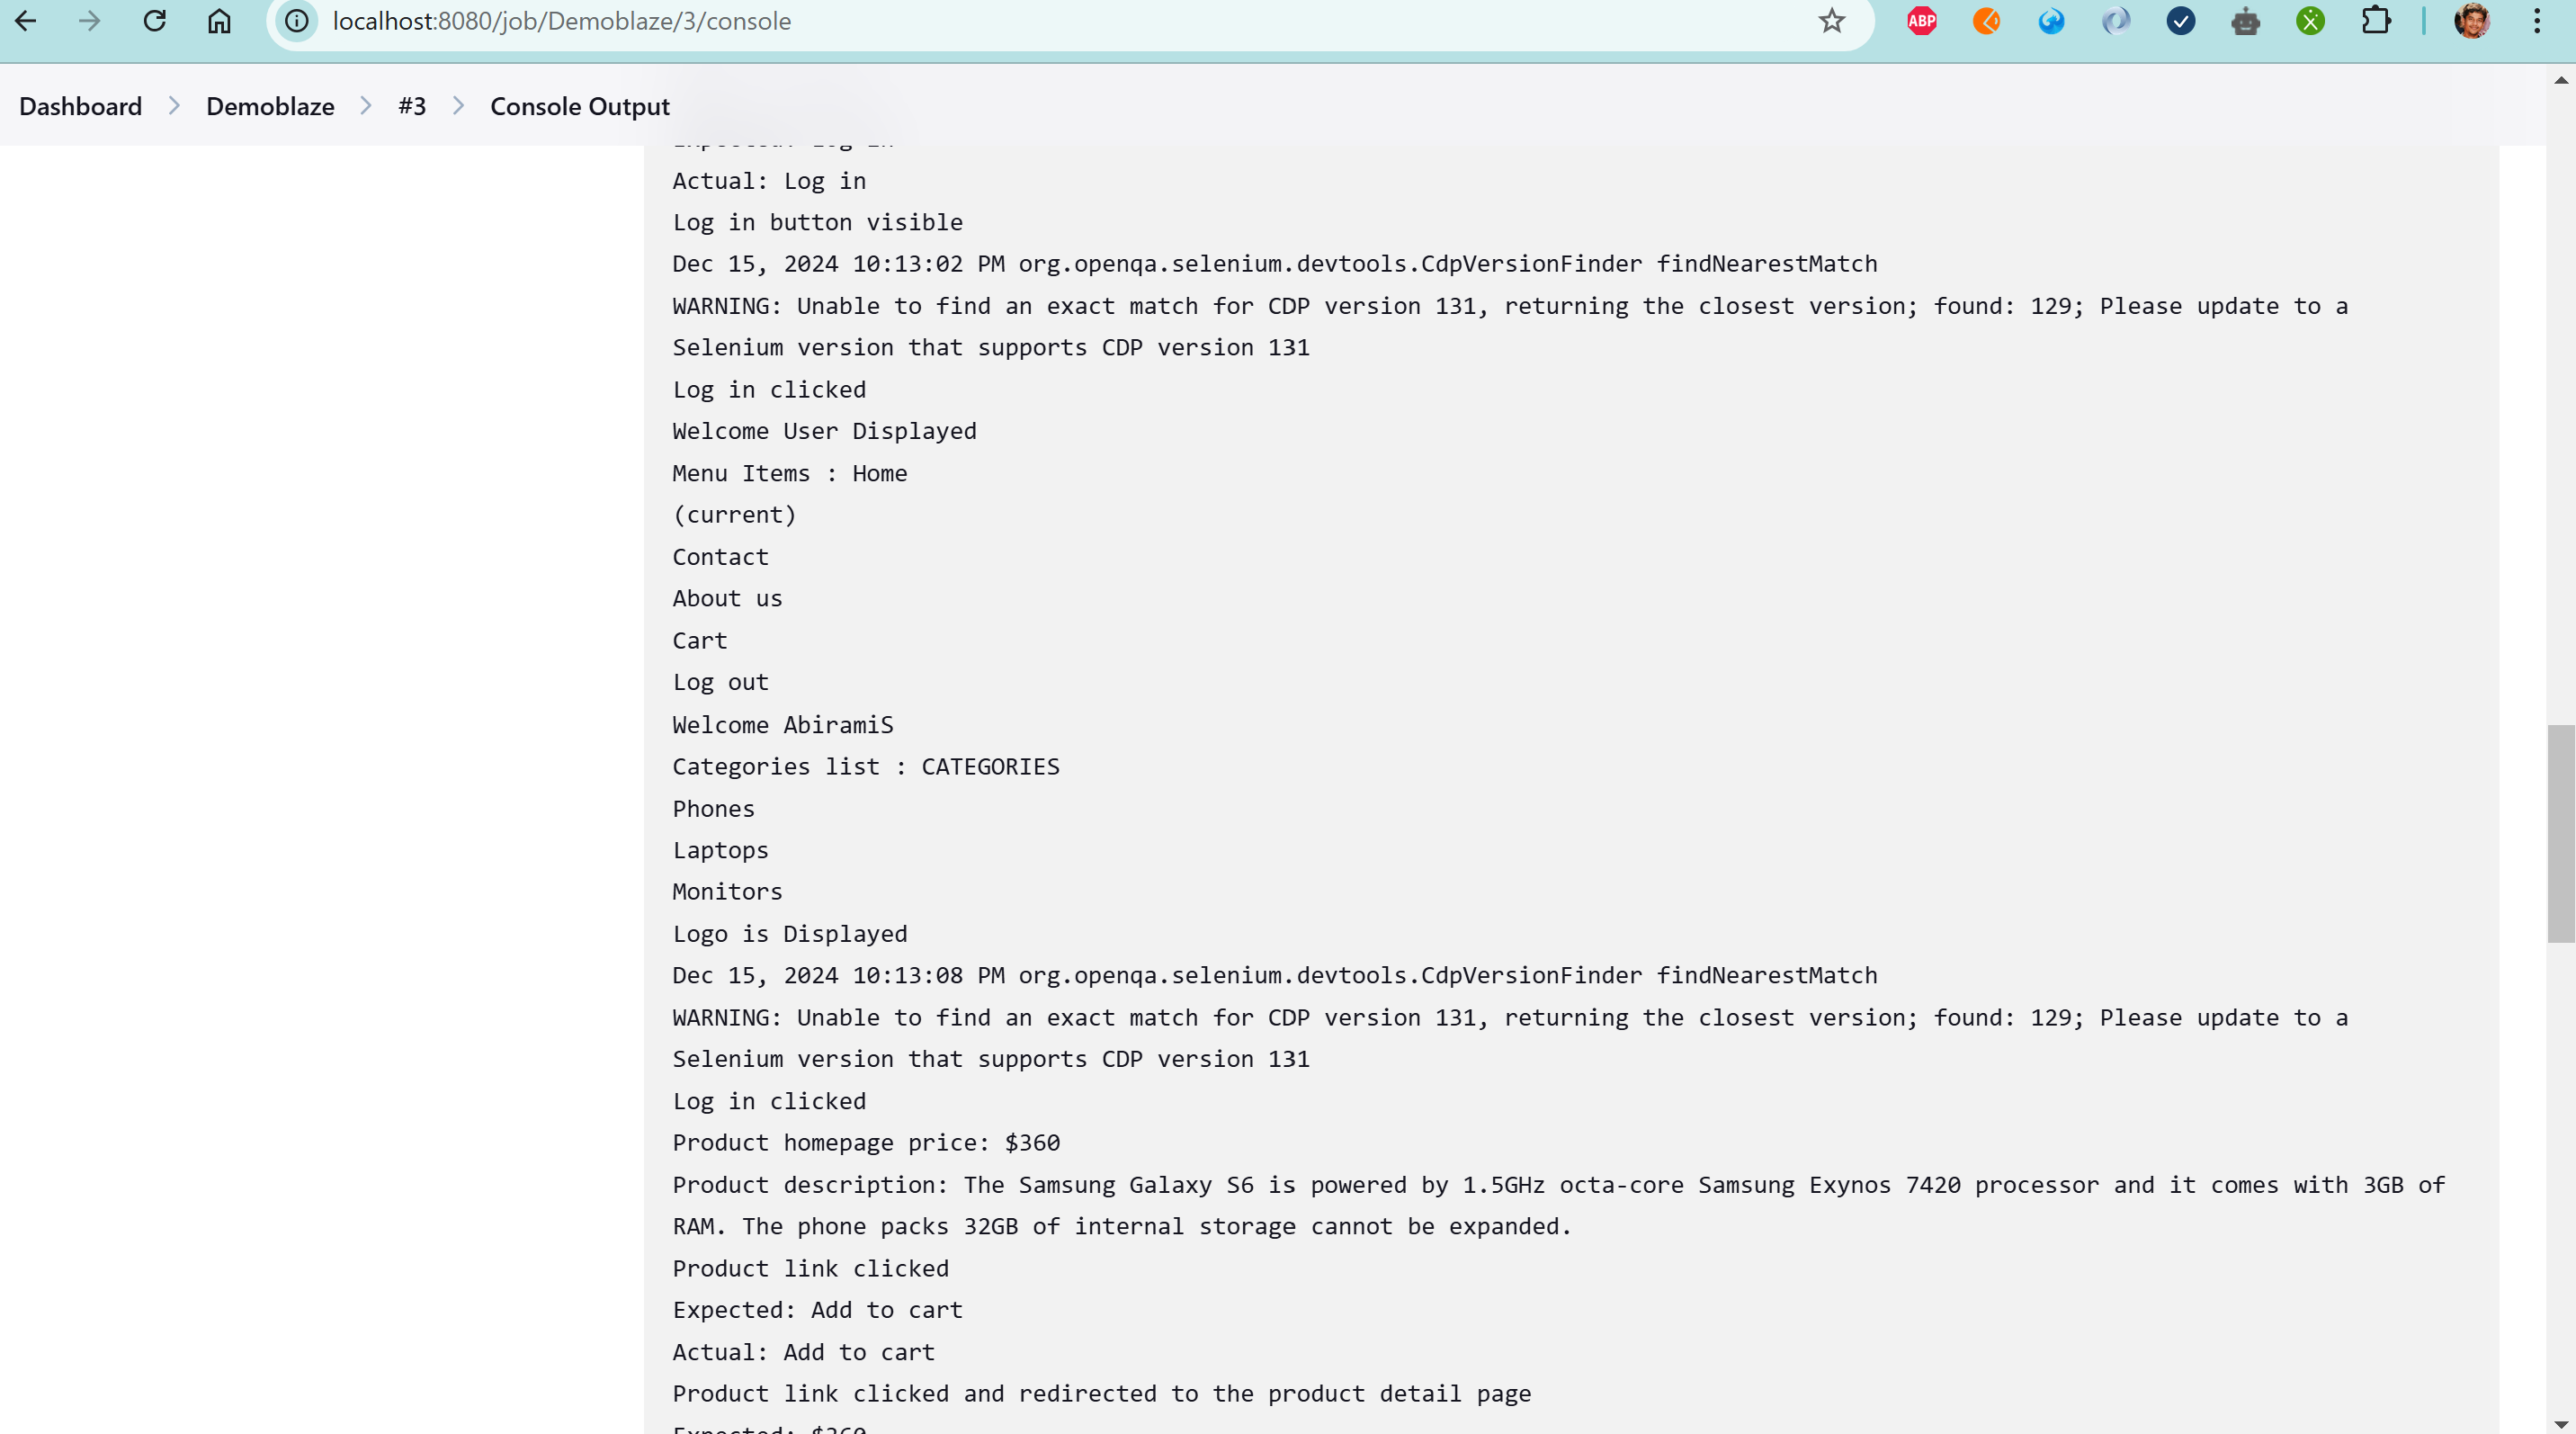 localhost:8080/job/Demoblaze/3/console
ABP
Dashboard > Demoblaze > #3 > Console Output
Expected: Log in
Actual: Log in
Log in button visible
Dec 15, 2024 10:13:02 PM org.openqa.selenium.devtools.CdpVersionFinder findNearestMatch
WARNING: Unable to find an exact match for CDP version 131, returning the closest version; found: 129; Please update to a
Selenium version that supports CDP version 131
Log in clicked
Welcome User Displayed
Menu Items : Home
(current)
Contact
About us
Cart
Log out
Welcome AbiramiS
Categories list : CATEGORIES
Phones
Laptops
Monitors
Logo is Displayed
Dec 15, 2024 10:13:08 PM org.openqa.selenium.devtools.CdpVersionFinder findNearestMatch
WARNING: Unable to find an exact match for CDP version 131, returning the closest version; found: 129; Please update to a
Selenium version that supports CDP version 131
Log in clicked
Product homepage price: $360
Product description: The Samsung Galaxy S6 is powered by 1.5GHz octa-core Samsung Exynos 7420 processor and it comes with 3GB of
RAM. The phone packs 32GB of internal storage cannot be expanded.
Product link clicked
Expected: Add to cart
Actual: Add to cart
Product link clicked and redirected to the product detail page
Expected: $360